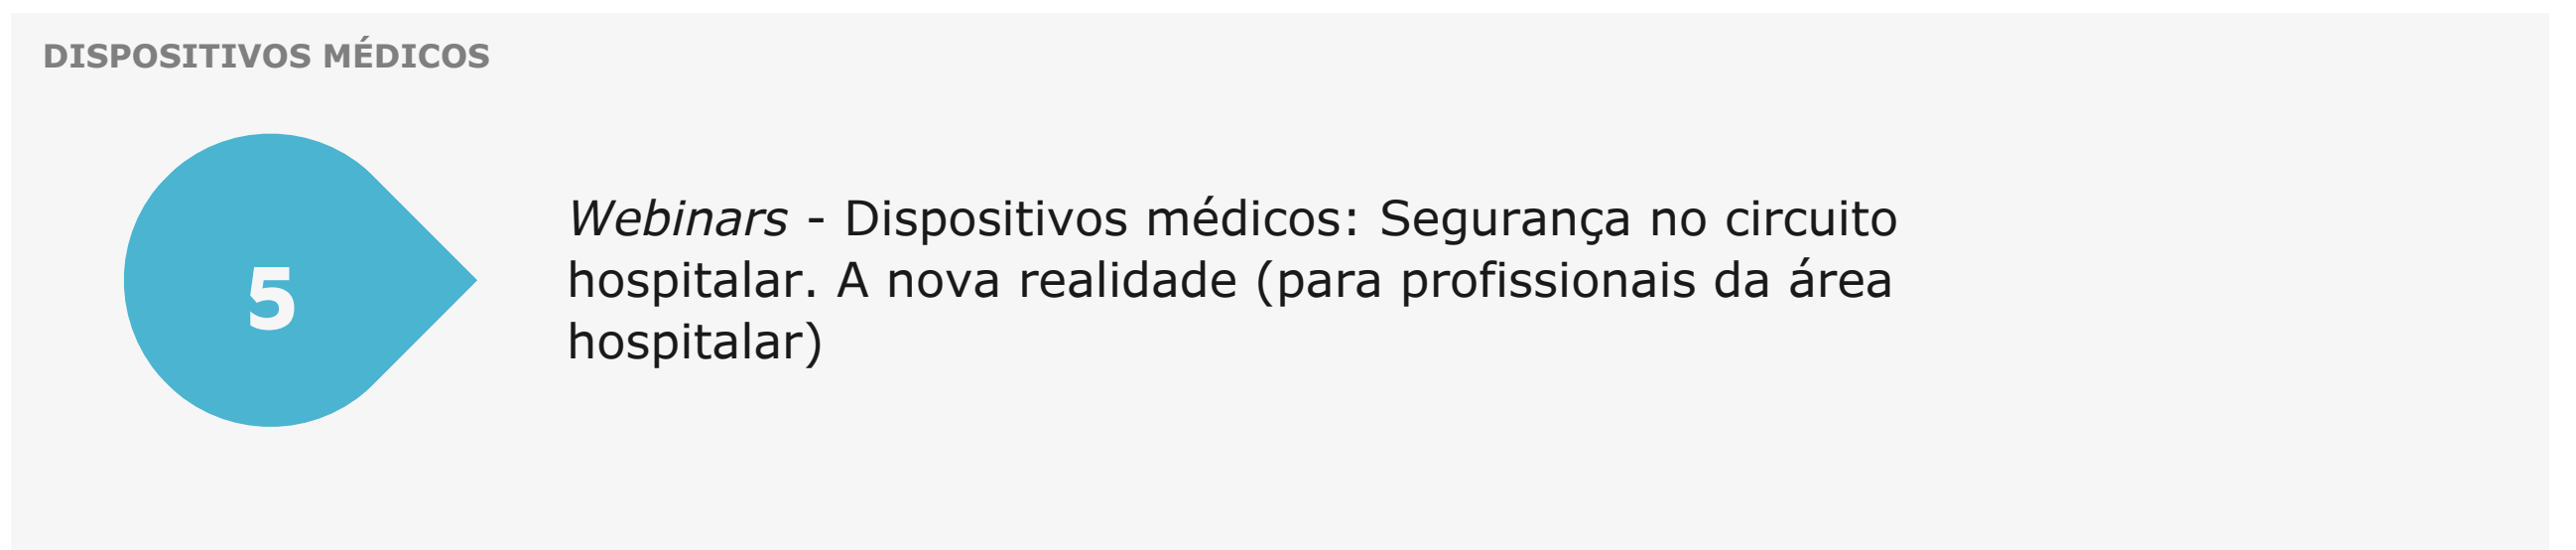 DISPOSITIVOS MÉDICOS
5
Webinars - Dispositivos médicos: Segurança no circuito
hospitalar. A nova realidade (para profissionais da área
hospitalar)